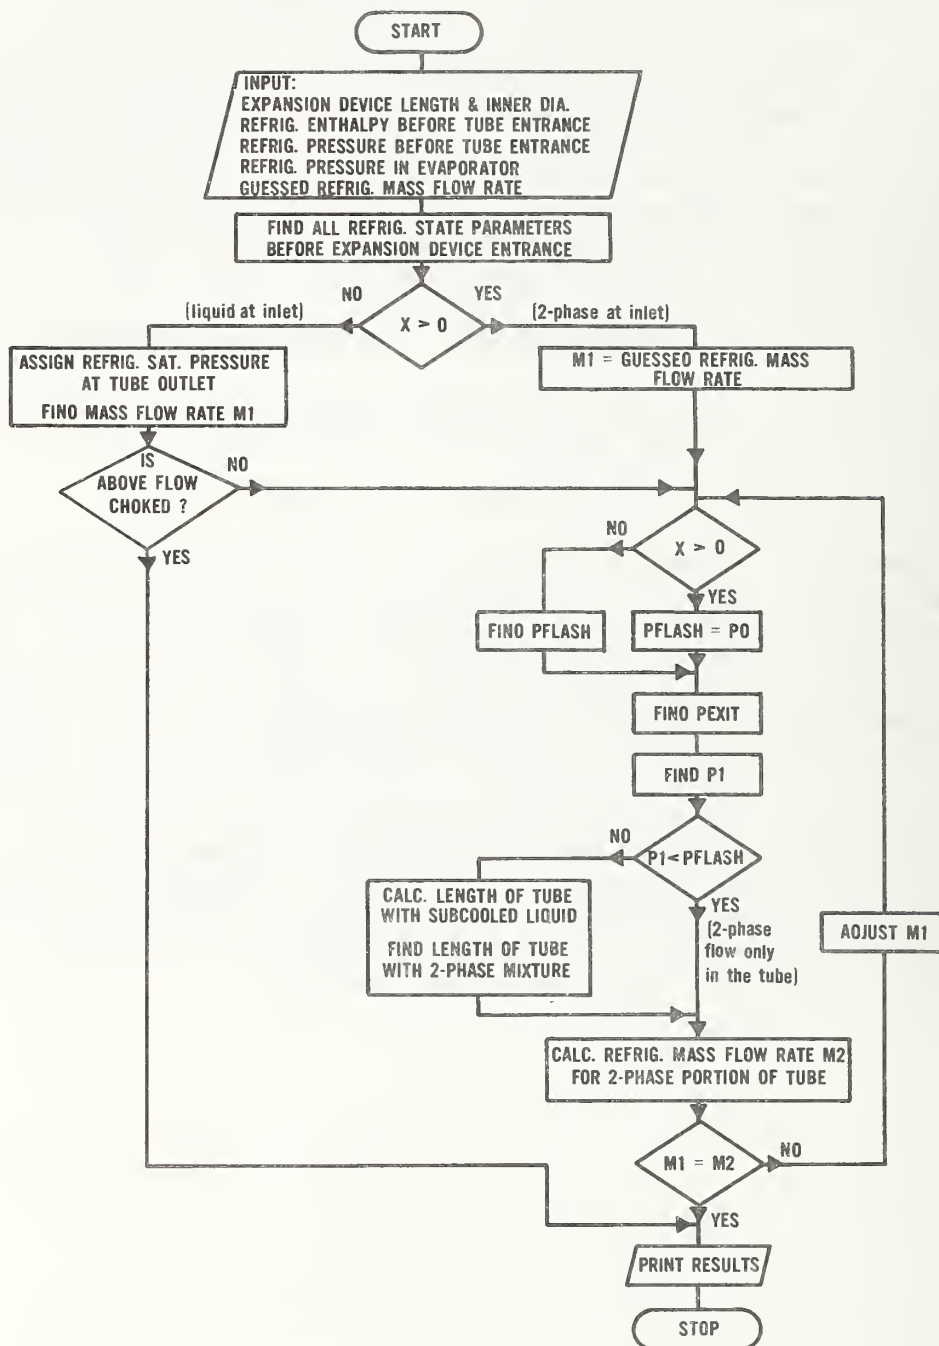 START
INPUT:
EXPANSION DEVICE LENGTH & INNER DIA.
REFRIG. ENTHALPY BEFORE TUBE ENTRANCE
REFRIG. PRESSURE BEFORE TUBE ENTRANCE
REFRIG. PRESSURE IN EVAPORATOR
GUESSED REFRIG. MASS FLOW RATE
FIND ALL REFRIG. STATE PARAMETERS
BEFORE EXPANSION DEVICE ENTRANCE
NO
YES
(liquid at inlet)
X > 0
(2-phase at inlet)
ASSIGN REFRIG. SAT. PRESSURE
AT TUBE OUTLET
FINO MASS FLOW RATE M1
M1 = GUESSEO REFRIG. MASS
FLOW RATE
IS
ABOVE FLOW
CHOKED ?
NO
YES
NO
X > 0
YES
FINO PFLASH
PFLASH = PO
FINO PEXIT
FIND P1
NO
P1<PFLASH
YES
(2-phase
flow only
in the tube)
CALC. LENGTH OF TUBE
WITH SUBCOOLED LIQUID
FIND LENGTH OF TUBE
WITH 2-PHASE MIXTURE
AOJUST M1
CALC. REFRIG. MASS FLOW RATE M2
FOR 2-PHASE PORTION OF TUBE
M1 = M2
NO
YES
PRINT RESULTS
STOP